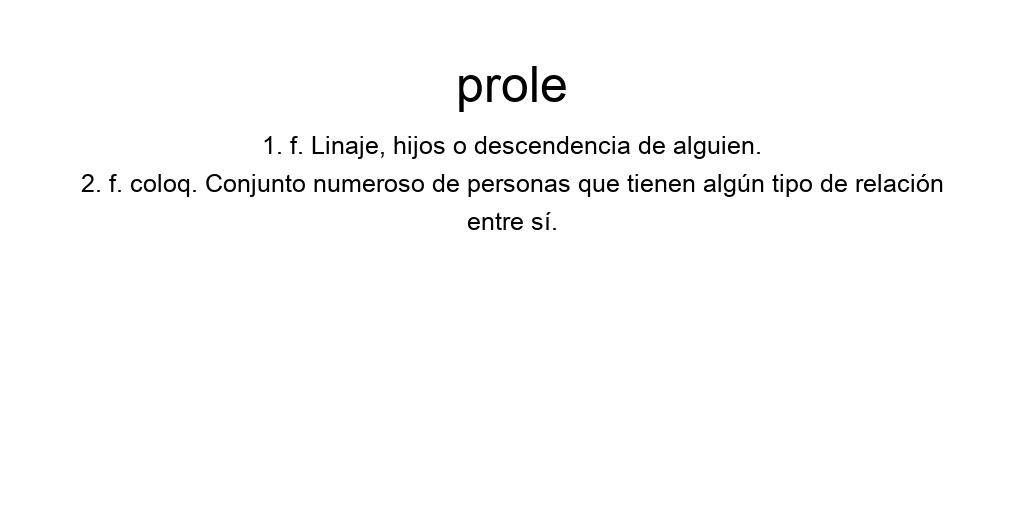 prole
1. f. Linaje, hijos o descendencia de alguien.
2. f. coloq. Conjunto numeroso de personas que tienen algún tipo de relación
entre sí.